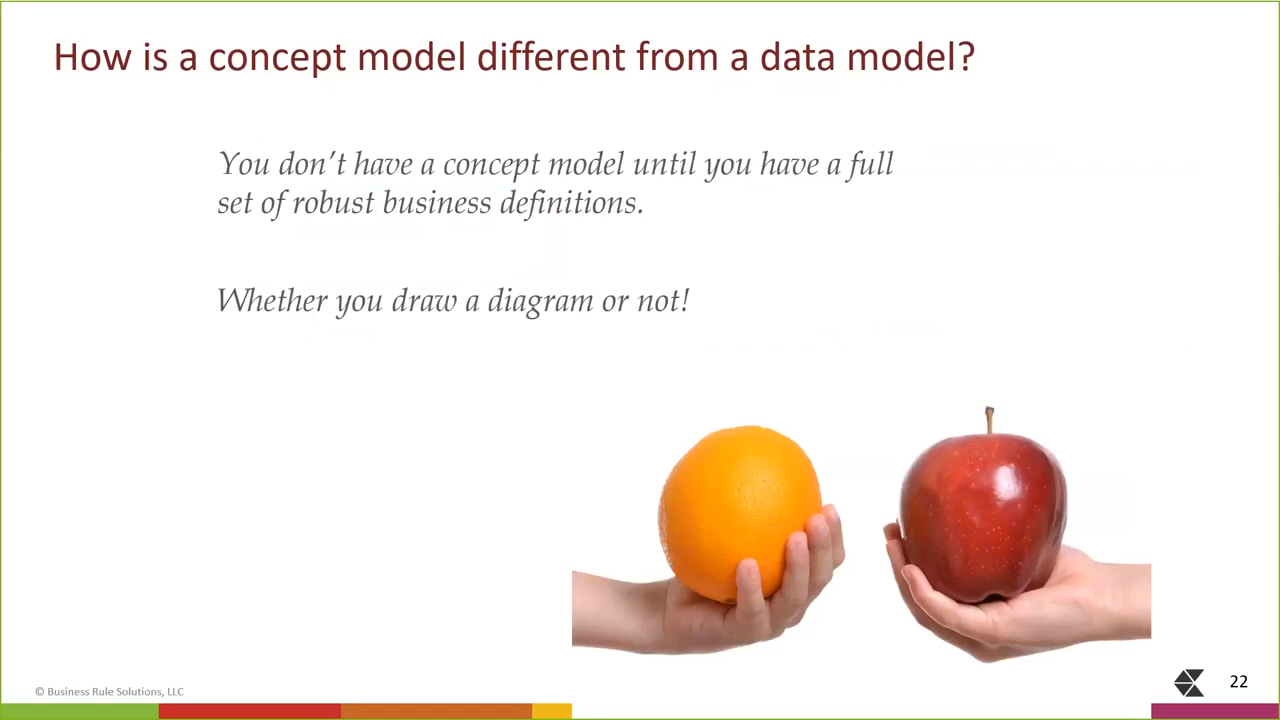 How is a concept model different from a data model?
You don’t have a concept model until you have a full
set of robust business definitions.
Whether you draw a diagram or not!
© Business Rule Solutions, LLC
22